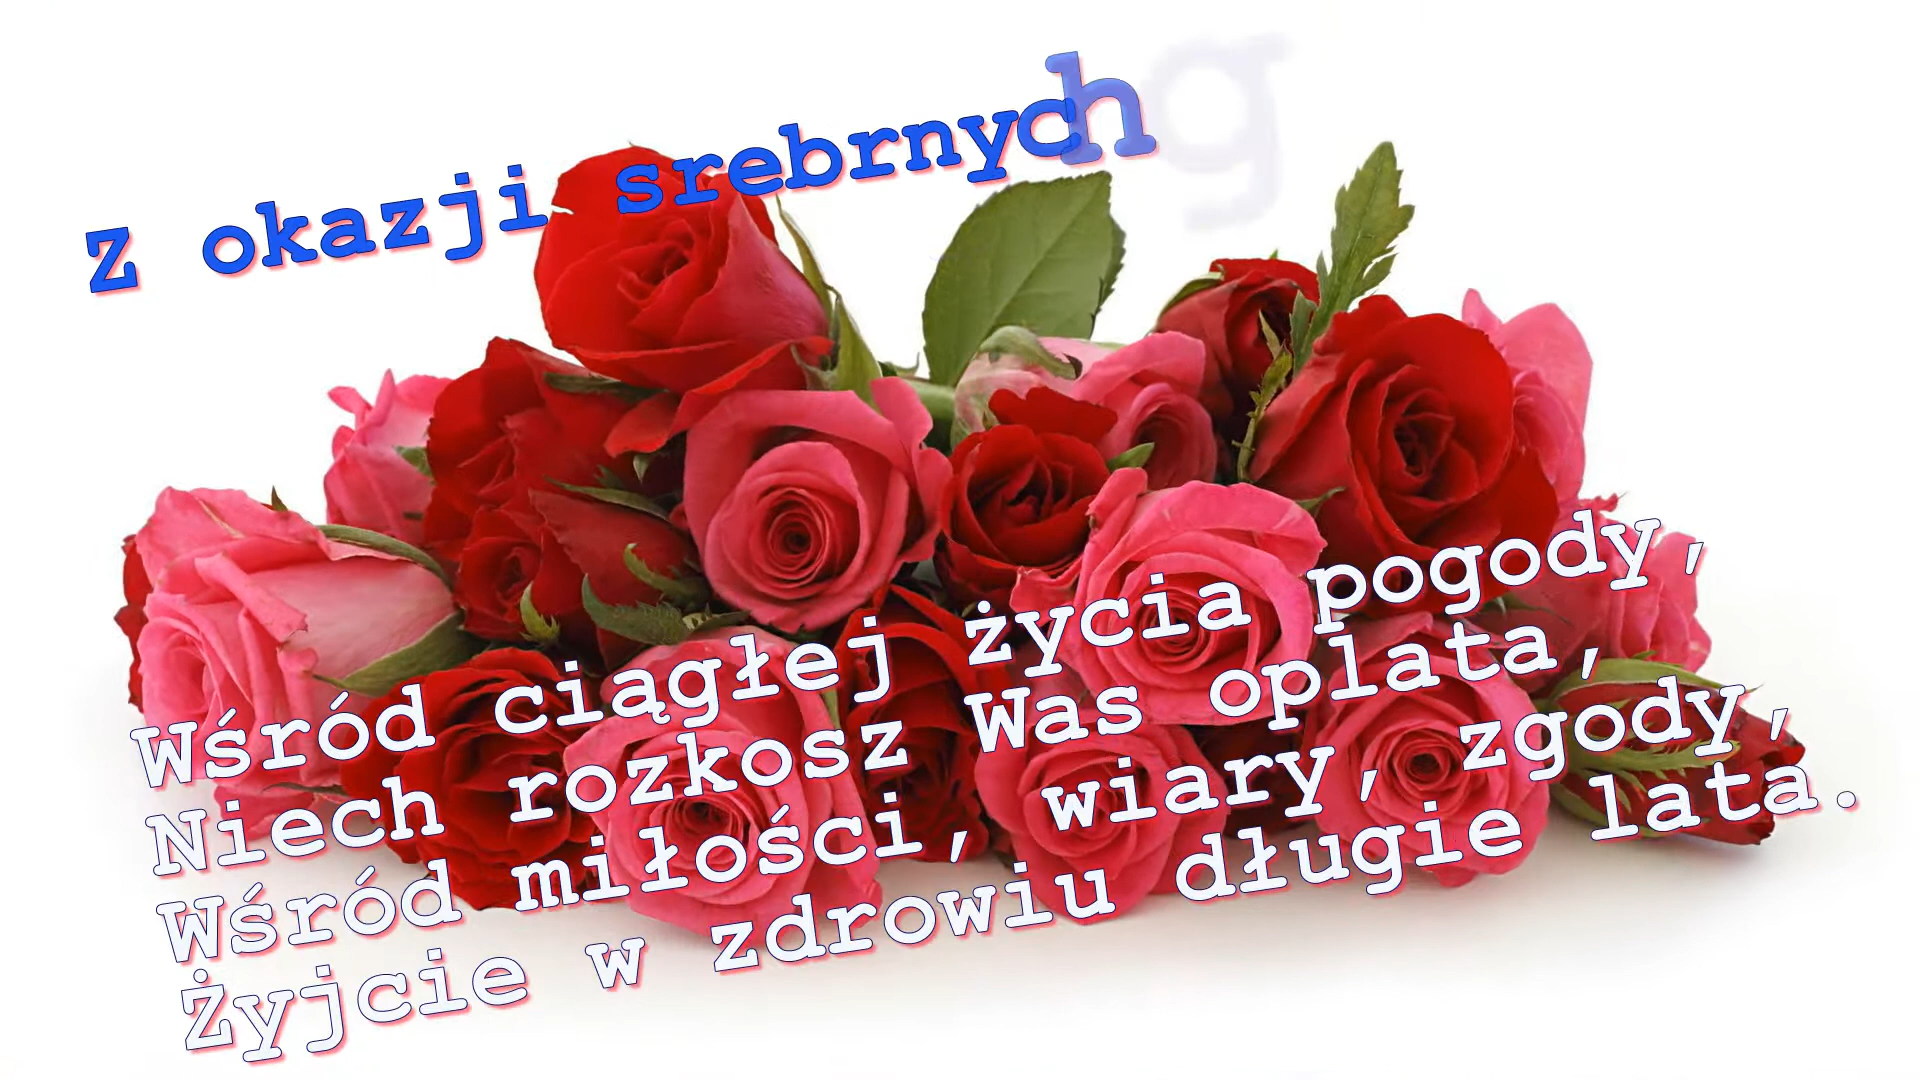 Z okazji srebrnych g
Wśród ciągłej życia pogody,
Niech rozkosz Was oplata,
Wśród miłości, wiary, zgody,
Żyjcie w zdrowiu długie lata.